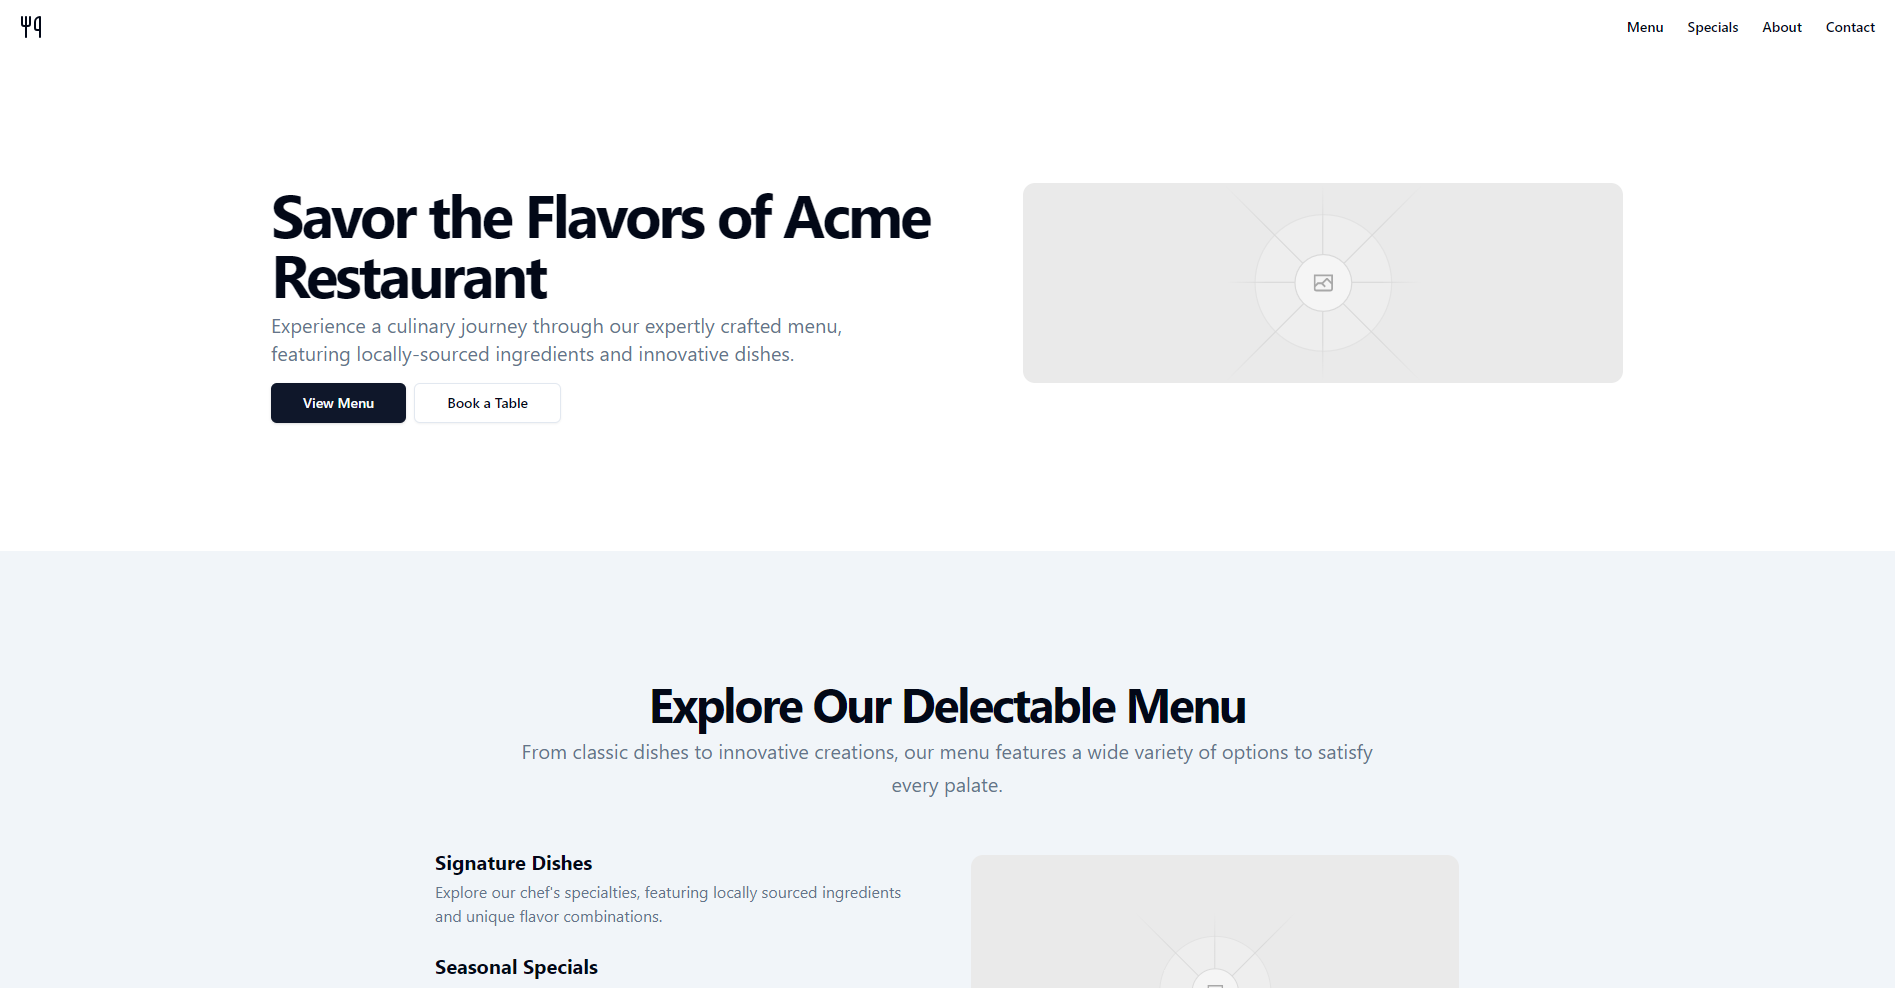 Menu Specials About Contact
Savor the Flavors of Acme
Restaurant
Experience a culinary journey through our expertly crafted menu,
featuring locally-sourced ingredients and innovative dishes.
View Menu Book a Table
Explore Our Delectable Menu
From classic dishes to innovative creations, our menu features a wide variety of options to satisfy
every palate.
Signature Dishes
Explore our chef's specialties, featuring locally sourced ingredients
and unique flavor combinations.
Seasonal Specials